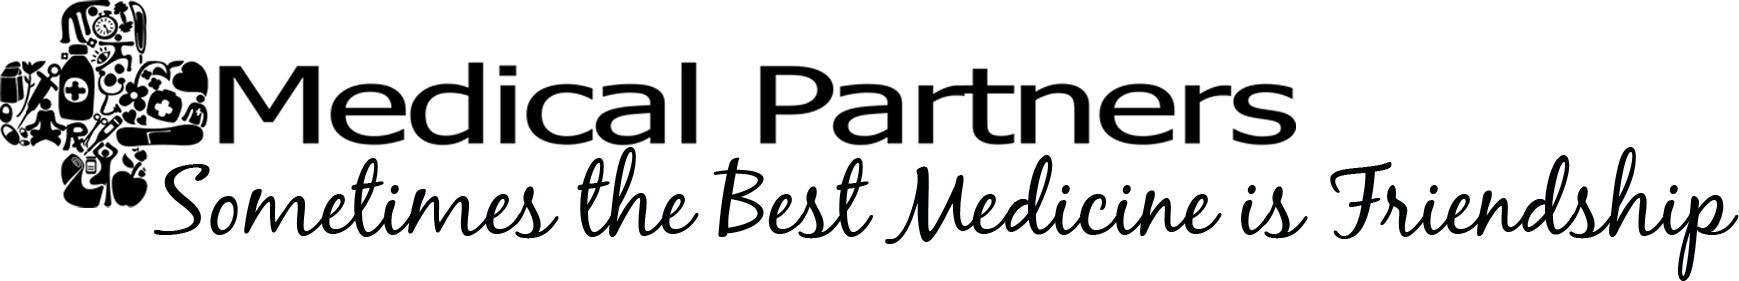 Medical Partners
Sometimes the Best Medicine is Friendship